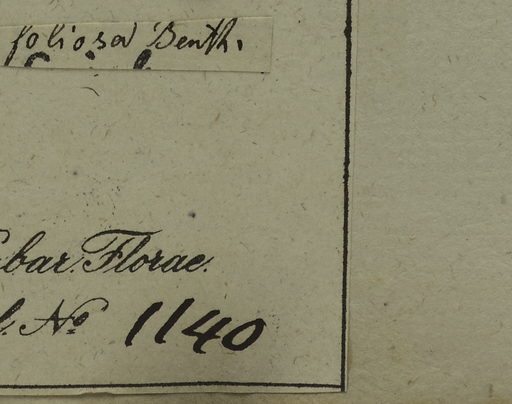 foliosa Benth.
bar. Florae.
l. No 1140